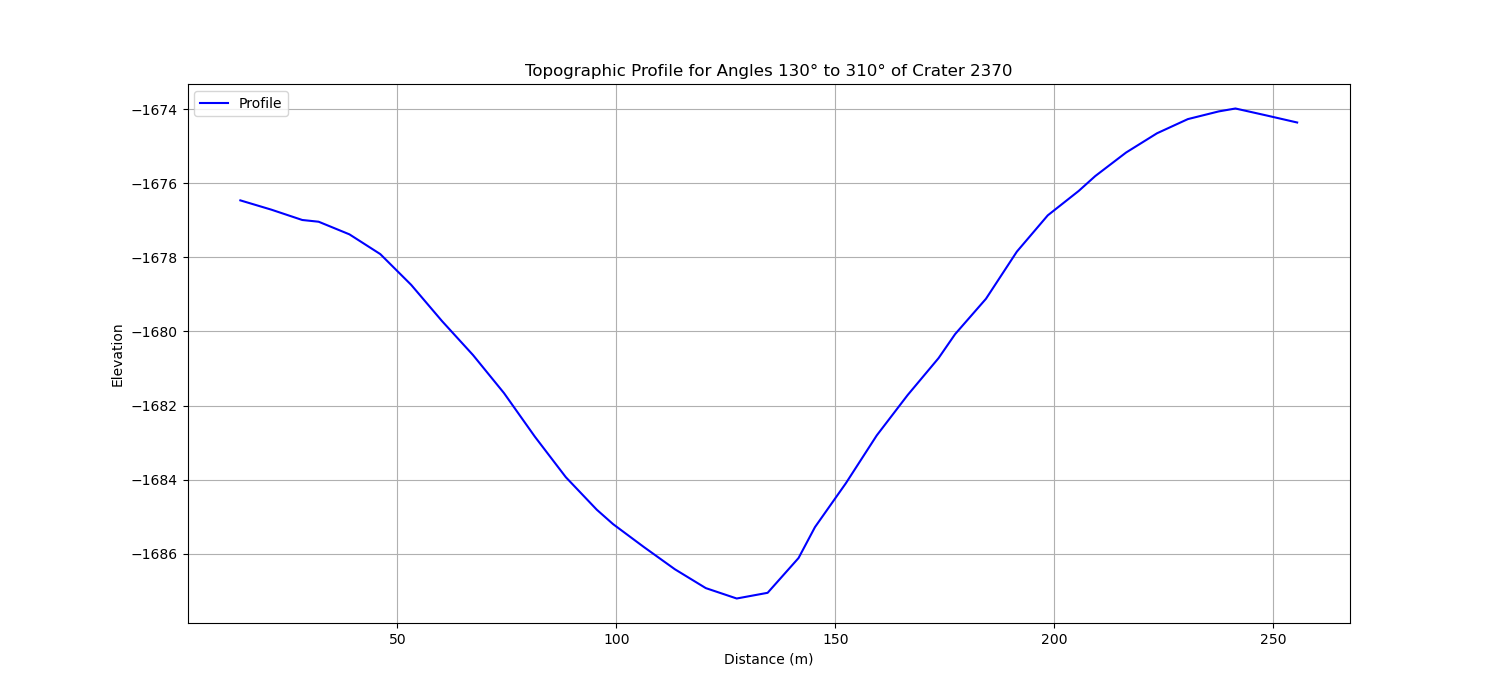 Topographic Profile for Angles 130° to 310° of Crater 2370
Profile
−1674
−1676
−1678
−1680
−1682
−1684
−1686
Elevation
50 100 150 200 250
Distance (m)